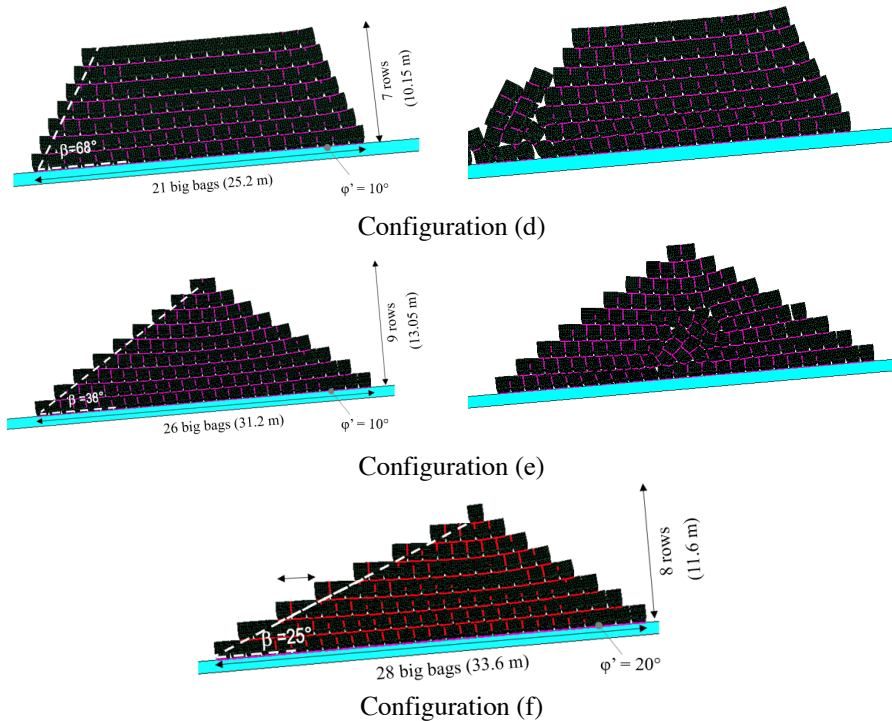 7 rows
(10.15 m)
β=68°
21 big bags (25.2 m)
φ' = 10°
Configuration (d)
9 rows
(13.05 m)
β =38°
26 big bags (31.2 m)
φ' = 10°
Configuration (e)
8 rows
(11.6 m)
β =25°
28 big bags (33.6 m)
φ' = 20°
Configuration (f)